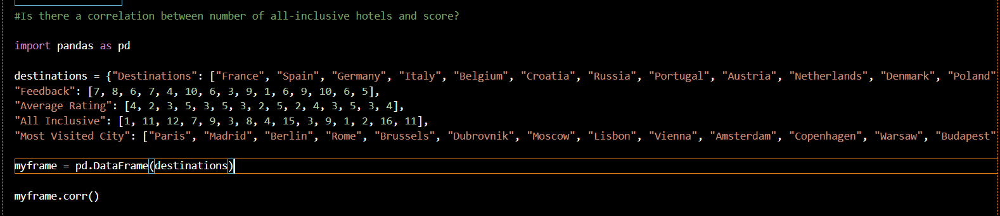 #Is there a correlation between number of all-inclusive hotels and score?
import pandas as pd
destinations = {"Destinations": ["France", "Spain", "Germany", "Italy", "Belgium", "Croatia", "Russia", "Portugal", "Austria", "Netherlands", "Denmark", "Poland"
"Feedback": [7, 8, 6, 7, 4, 10, 6, 3, 9, 1, 6, 9, 10, 6, 5],
"Average Rating": [4, 2, 3, 5, 3, 5, 3, 2, 5, 2, 4, 3, 5, 3, 4],
"All Inclusive": [1, 11, 12, 7, 9, 3, 8, 4, 15, 3, 9, 1, 2, 16, 11],
"Most Visited City": ["Paris", "Madrid", "Berlin", "Rome", "Brussels", "Dubrovnik", "Moscow", "Lisbon", "Vienna", "Amsterdam", "Copenhagen", "Warsaw", "Budapest"
myframe = pd.DataFrame(destinations)
myframe.corr()